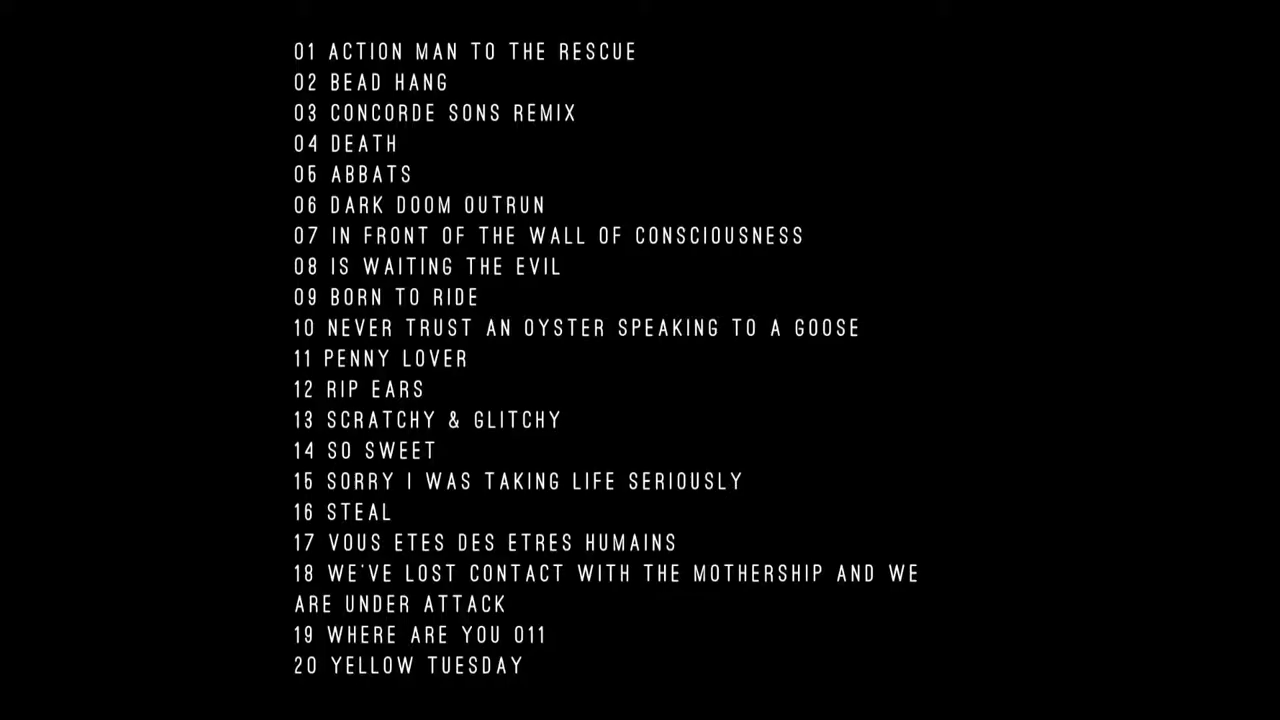 01 ACTION MAN TO THE RESCUE
02 BEAD HANG
03 CONCORDE SONS REMIX
04 DEATH
05 ABBATS
06 DARK DOOM OUTRUN
07 IN FRONT OF THE WALL OF CONSCIOUSNESS
08 IS WAITING THE EVIL
09 BORN TO RIDE
10 NEVER TRUST AN OYSTER SPEAKING TO A GOOSE
11 PENNY LOVER
12 RIP EARS
13 SCRATCHY & GLITCHY
14 SO SWEET
15 SORRY I WAS TAKING LIFE SERIOUSLY
16 STEAL
17 VOUS ETES DES ETRES HUMAINS
18 WE'VE LOST CONTACT WITH THE MOTHERSHIP AND WE
ARE UNDER ATTACK
19 WHERE ARE YOU 011
20 YELLOW TUESDAY